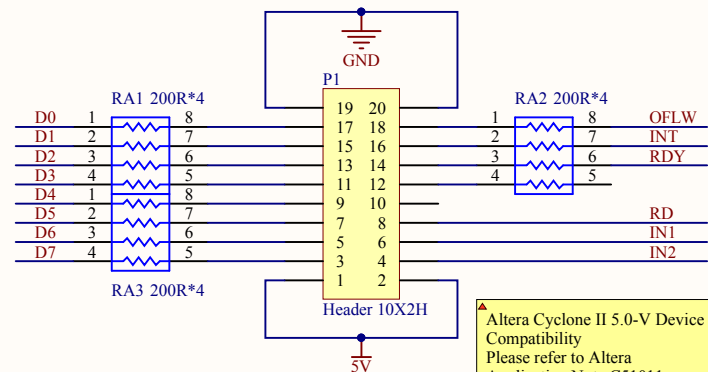 GND
P1
RA1 200R*4
RA2 200R*4
19 20
D0 1 8 17 18 1 8 OFLW
D1 2 7 15 16 2 7 INT
D2 3 6 13 14 3 6 RDY
D3 4 5 11 12 4 5
D4 1 8 9 10
D5 2 7 7 8 RD
D6 3 6 5 6 IN1
D7 4 5 3 4 IN2
1 2
RA3 200R*4
Header 10X2H
5V
Altera Cyclone II 5.0-V Device
Compatibility
Please refer to Altera